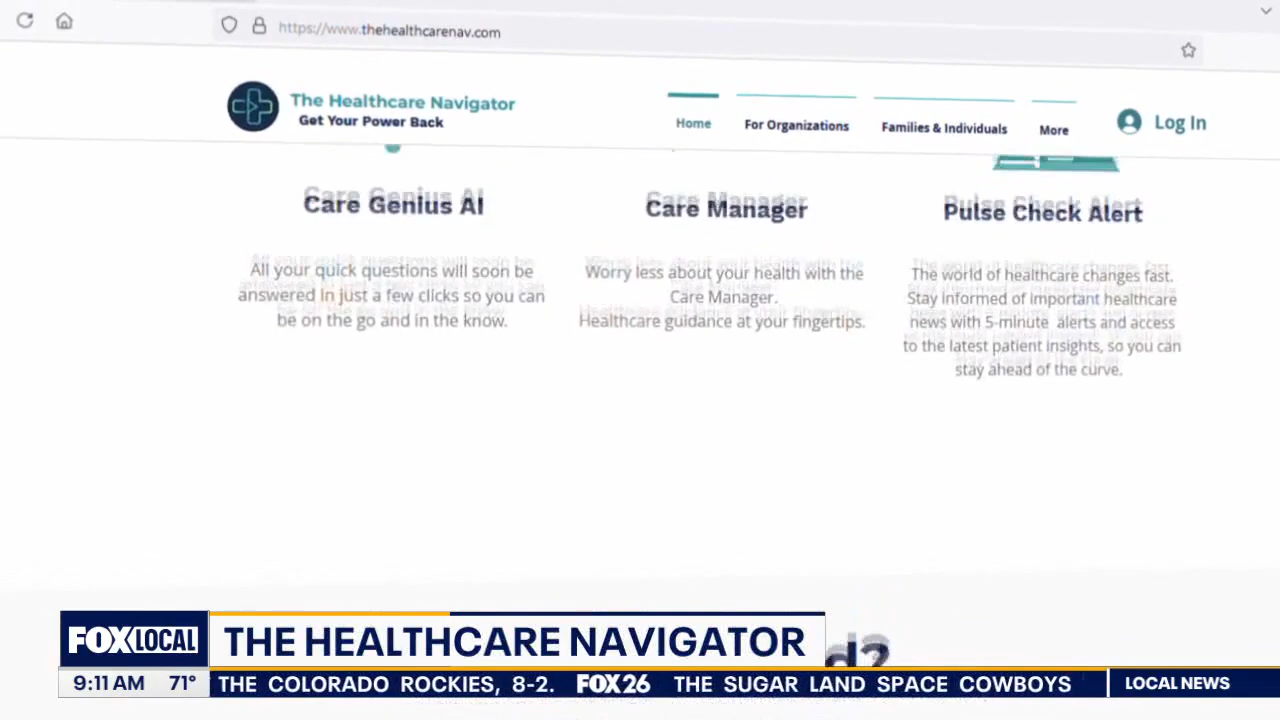 https://www.thehealthcarenav.com
The Healthcare Navigator
Get Your Power Back
Home
For Organizations
Families & Individuals
More
Log In
Care Genius AI
All your quick questions will soon be
answered in just a few clicks so you can
be on the go and in the know.
Care Manager
Worry less about your health with the
Care Manager.
Healthcare guidance at your fingertips.
Pulse Check Alert
The world of healthcare changes fast.
Stay informed of important healthcare
news with 5-minute alerts and access
to the latest patient insights, so you can
stay ahead of the curve.
d?
FOX LOCAL
THE HEALTHCARE NAVIGATOR
9:11 AM 71°
THE COLORADO ROCKIES, 8-2. FOX 26 THE SUGAR LAND SPACE COWBOYS
LOCAL NEWS